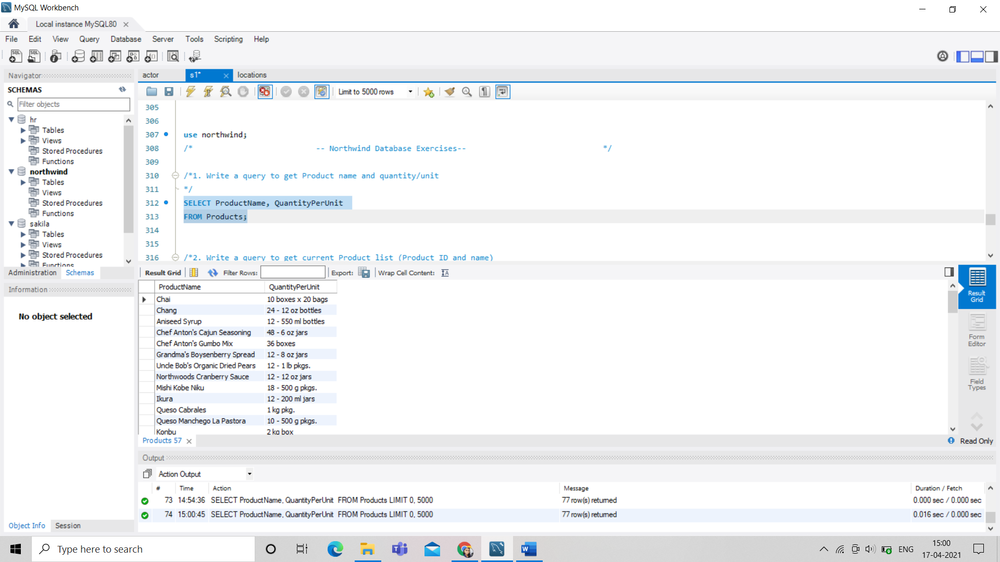 MySQL Workbench
Local instance MySQL80
File Edit View Query Database Server Tools Scripting Help
Navigator
SCHEMAS
Filter objects
hr
Tables
Views
Stored Procedures
Functions
northwind
Tables
Views
Stored Procedures
Functions
sakila
Tables
Views
Stored Procedures
Functions
Administration Schemas
Information
No object selected
Object Info Session
actor s1* locations
Limit to 5000 rows
305
306
307 use northwind;
308 /* -- Northwind Database Exercises-- */
309
310 /*1. Write a query to get Product name and quantity/unit
311 */
312 SELECT ProductName, QuantityPerUnit
313 FROM Products;
314
315
316 /*2. Write a query to get current Product list (Product ID and name)
Result Grid Filter Rows: Export: Wrap Cell Content:
ProductName QuantityPerUnit
Chai 10 boxes x 20 bags
Chang 24 - 12 oz bottles
Aniseed Syrup 12 - 550 ml bottles
Chef Anton's Cajun Seasoning 48 - 6 oz jars
Chef Anton's Gumbo Mix 36 boxes
Grandma's Boysenberry Spread 12 - 8 oz jars
Uncle Bob's Organic Dried Pears 12 - 1 lb pkgs.
Northwoods Cranberry Sauce 12 - 12 oz jars
Mishi Kobe Niku 18 - 500 g pkgs.
Ikura 12 - 200 ml jars
Queso Cabrales 1 kg pkg.
Queso Manchego La Pastora 10 - 500 g pkgs.
Konbu 2 kg box
Result
Grid
Form
Editor
Field
Types
Products 57
Read Only
Output
Action Output
# Time Action Message Duration / Fetch
73 14:54:36 SELECT ProductName, QuantityPerUnit FROM Products LIMIT 0, 5000 77 row(s) returned 0.000 sec / 0.000 sec
74 15:00:45 SELECT ProductName, QuantityPerUnit FROM Products LIMIT 0, 5000 77 row(s) returned 0.016 sec / 0.000 sec
Type here to search
ENG
15:00
17-04-2021